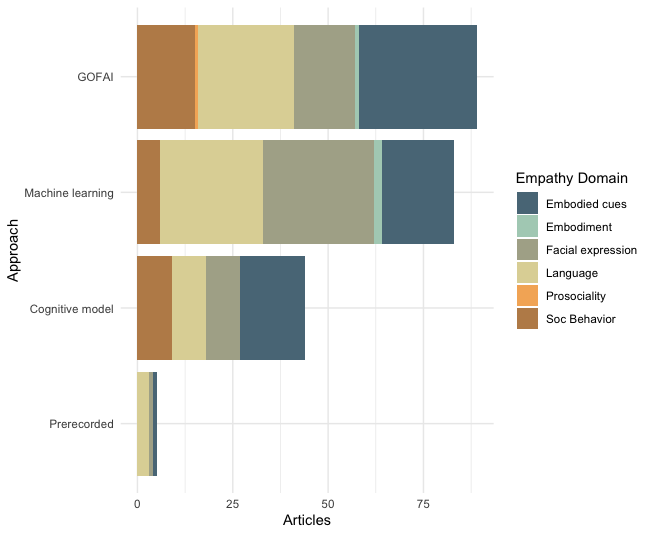 GOFAI
Machine learning
Cognitive model
Prerecorded
Approach
0 25 50 75
Articles
Empathy Domain
Embodied cues
Embodiment
Facial expression
Language
Prosociality
Soc Behavior